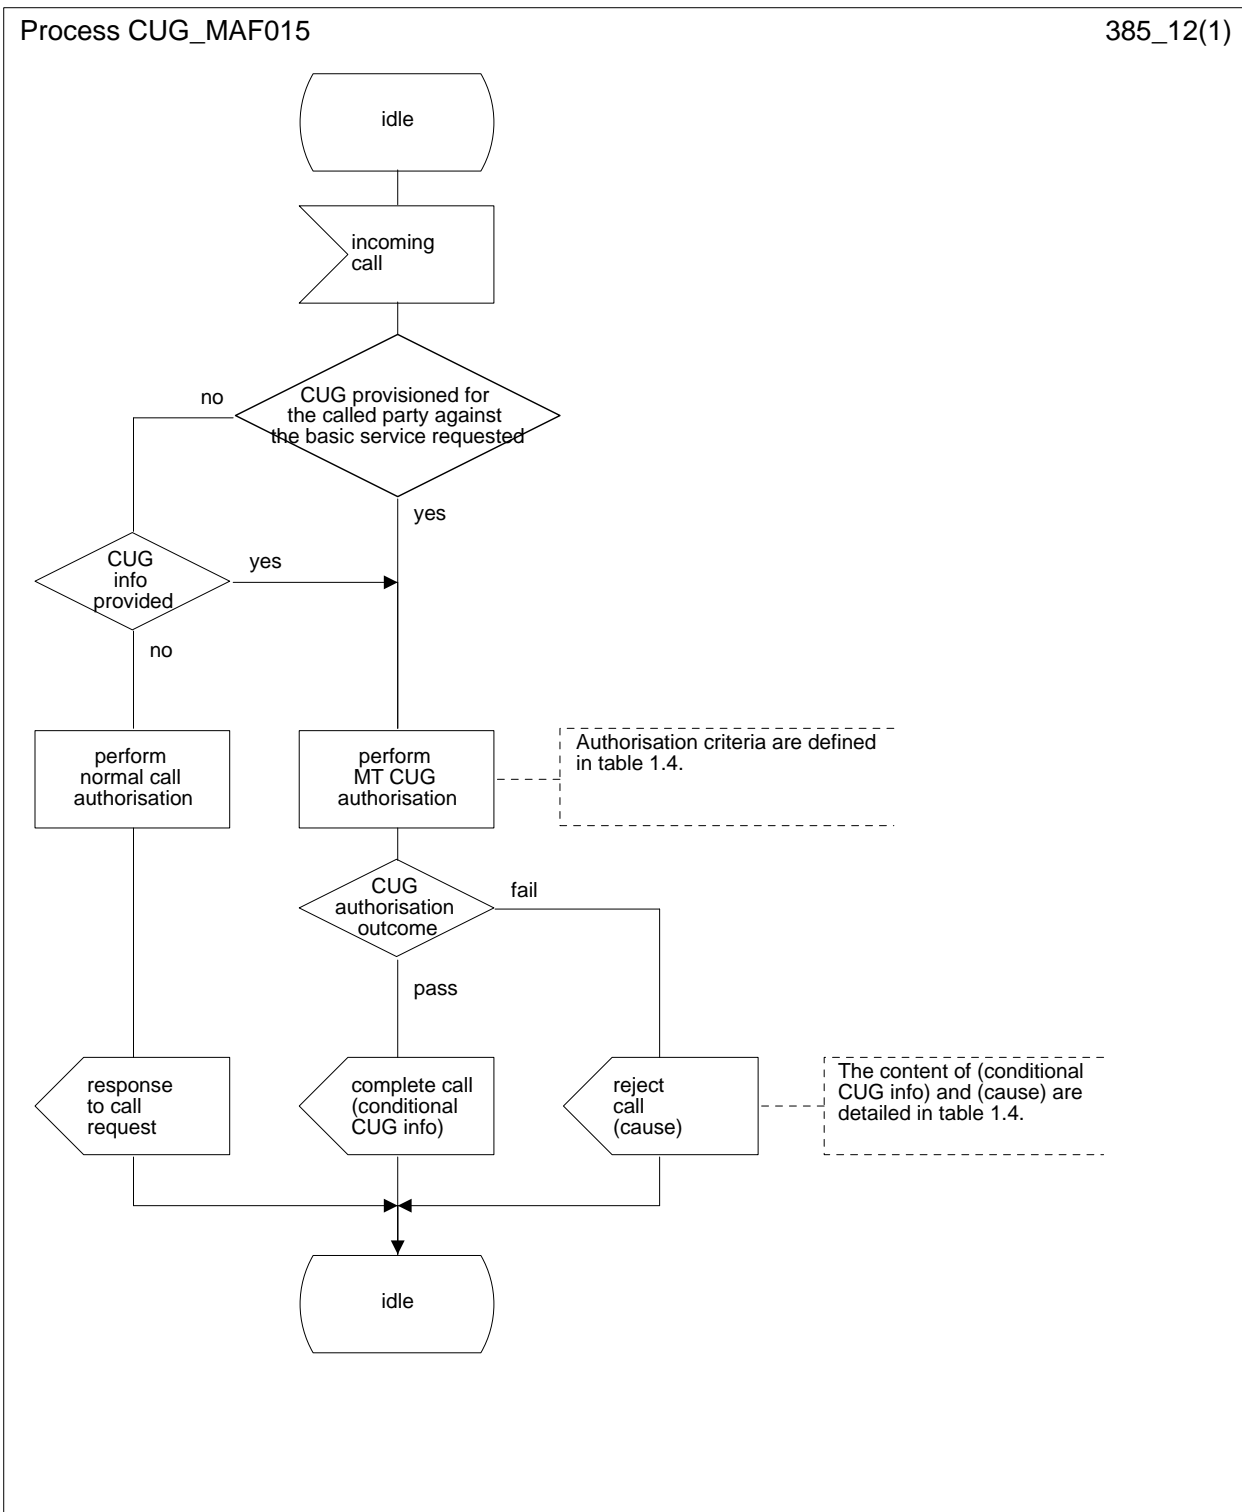 Process CUG_MAF015
385_12(1)
idle
incoming
call
CUG provisioned for
the called party against
the basic service requested
no
yes
CUG
info
provided
yes
no
perform
normal call
authorisation
perform
MT CUG
authorisation
Authorisation criteria are defined
in table 1.4.
CUG
authorisation
outcome
fail
pass
response
to call
request
complete call
(conditional
CUG info)
reject
call
(cause)
The content of (conditional
CUG info) and (cause) are
detailed in table 1.4.
idle